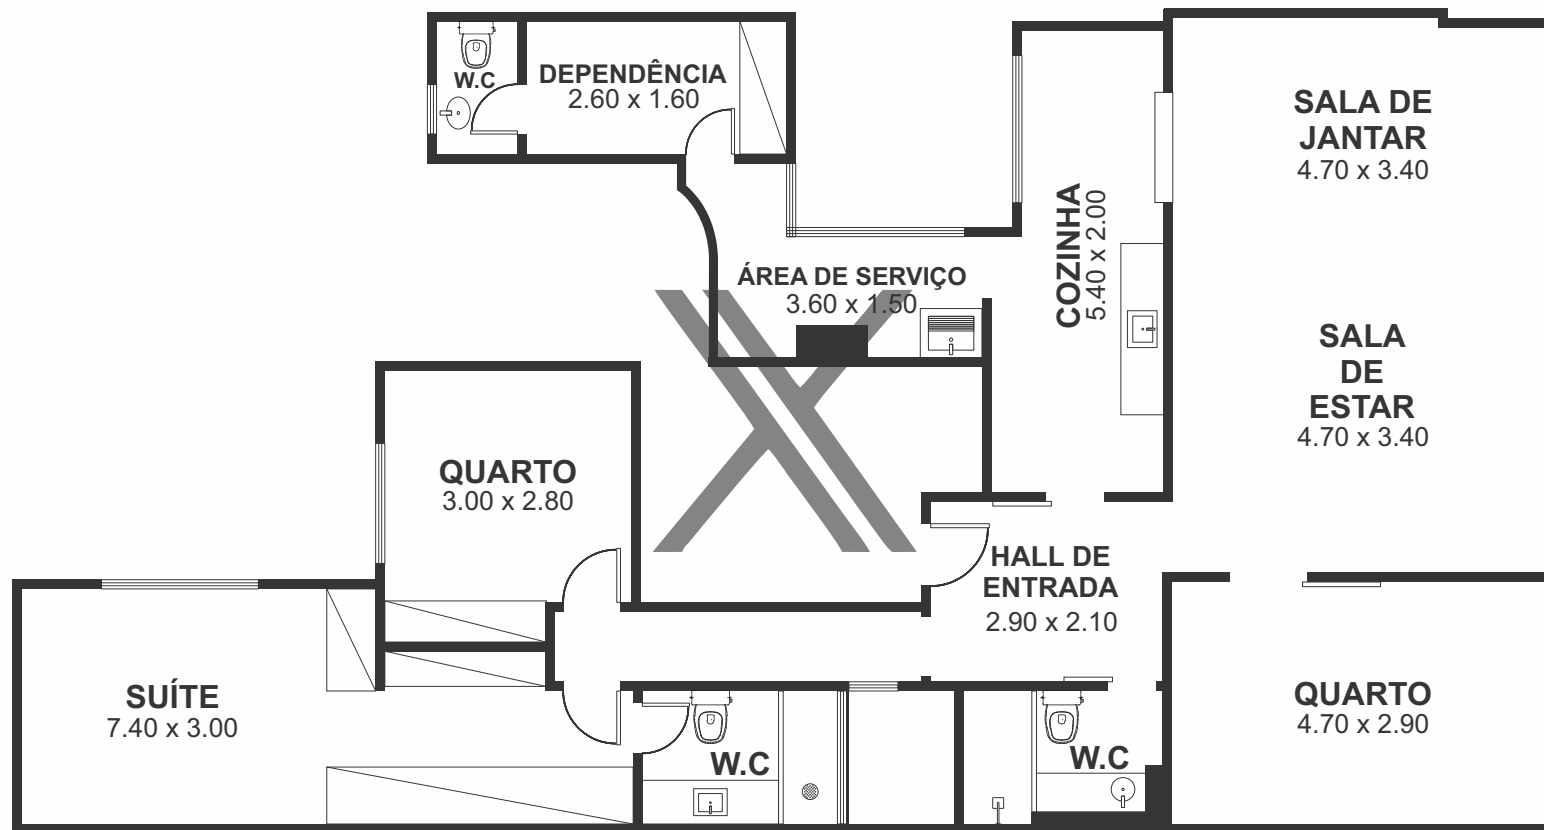 W.C
DEPENDÊNCIA
2.60 x 1.60
SALA DE
JANTAR
4.70 x 3.40
COZINHA
5.40 x 2.00
ÁREA DE SERVIÇO
3.60 x 1.50
SALA
DE
ESTAR
4.70 x 3.40
QUARTO
3.00 x 2.80
HALL DE
ENTRADA
2.90 x 2.10
SUÍTE
7.40 x 3.00
W.C
W.C
QUARTO
4.70 x 2.90